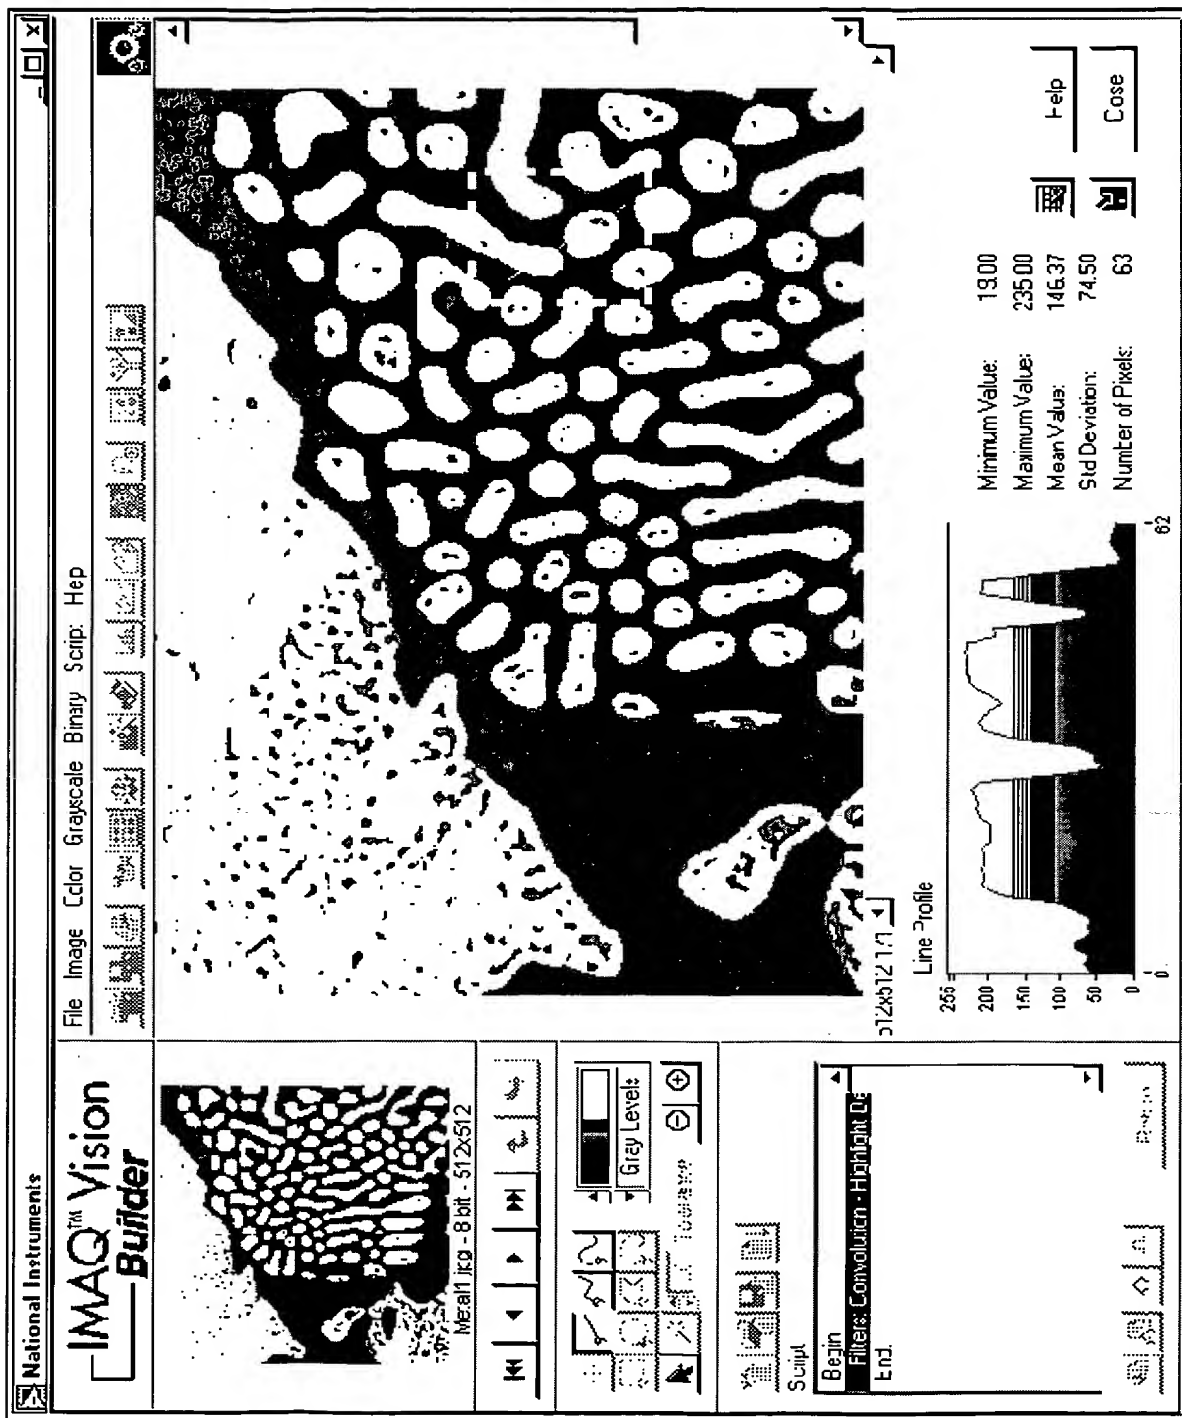 National Instruments
IMAQ™ Vision
Builder
File Image Color Grayscale Binary Script: Help
Metal1.jpg - 8 bit - 512x512
Gray Levels
Tolerance
Script
Begin
Filters: Convolution - Highlight De
End.
512x512 1/1
Line Profile
255
200
150
100
50
0
0
62
Minimum Value: 19.00
Maximum Value: 235.00
Mean Value: 146.37
Std Deviation: 74.50
Number of Pixels: 63
Help
Close